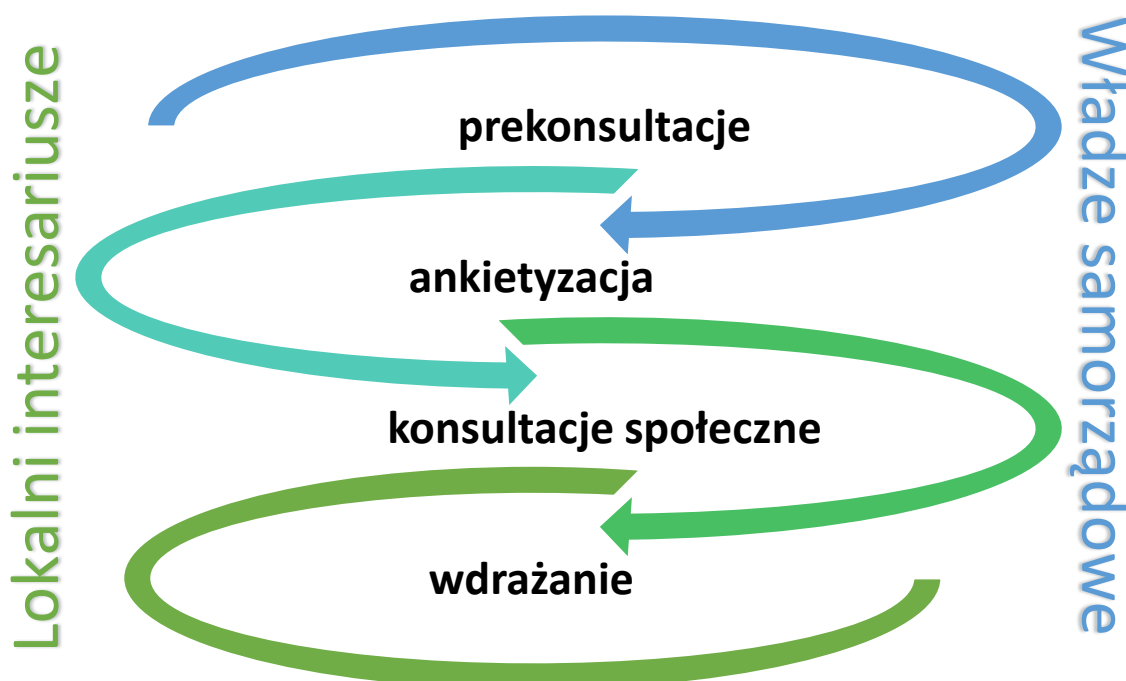 Lokalni interesariusze
prekonsultacje
ankietyzacja
konsultacje społeczne
wdrażanie
Władze samorządowe